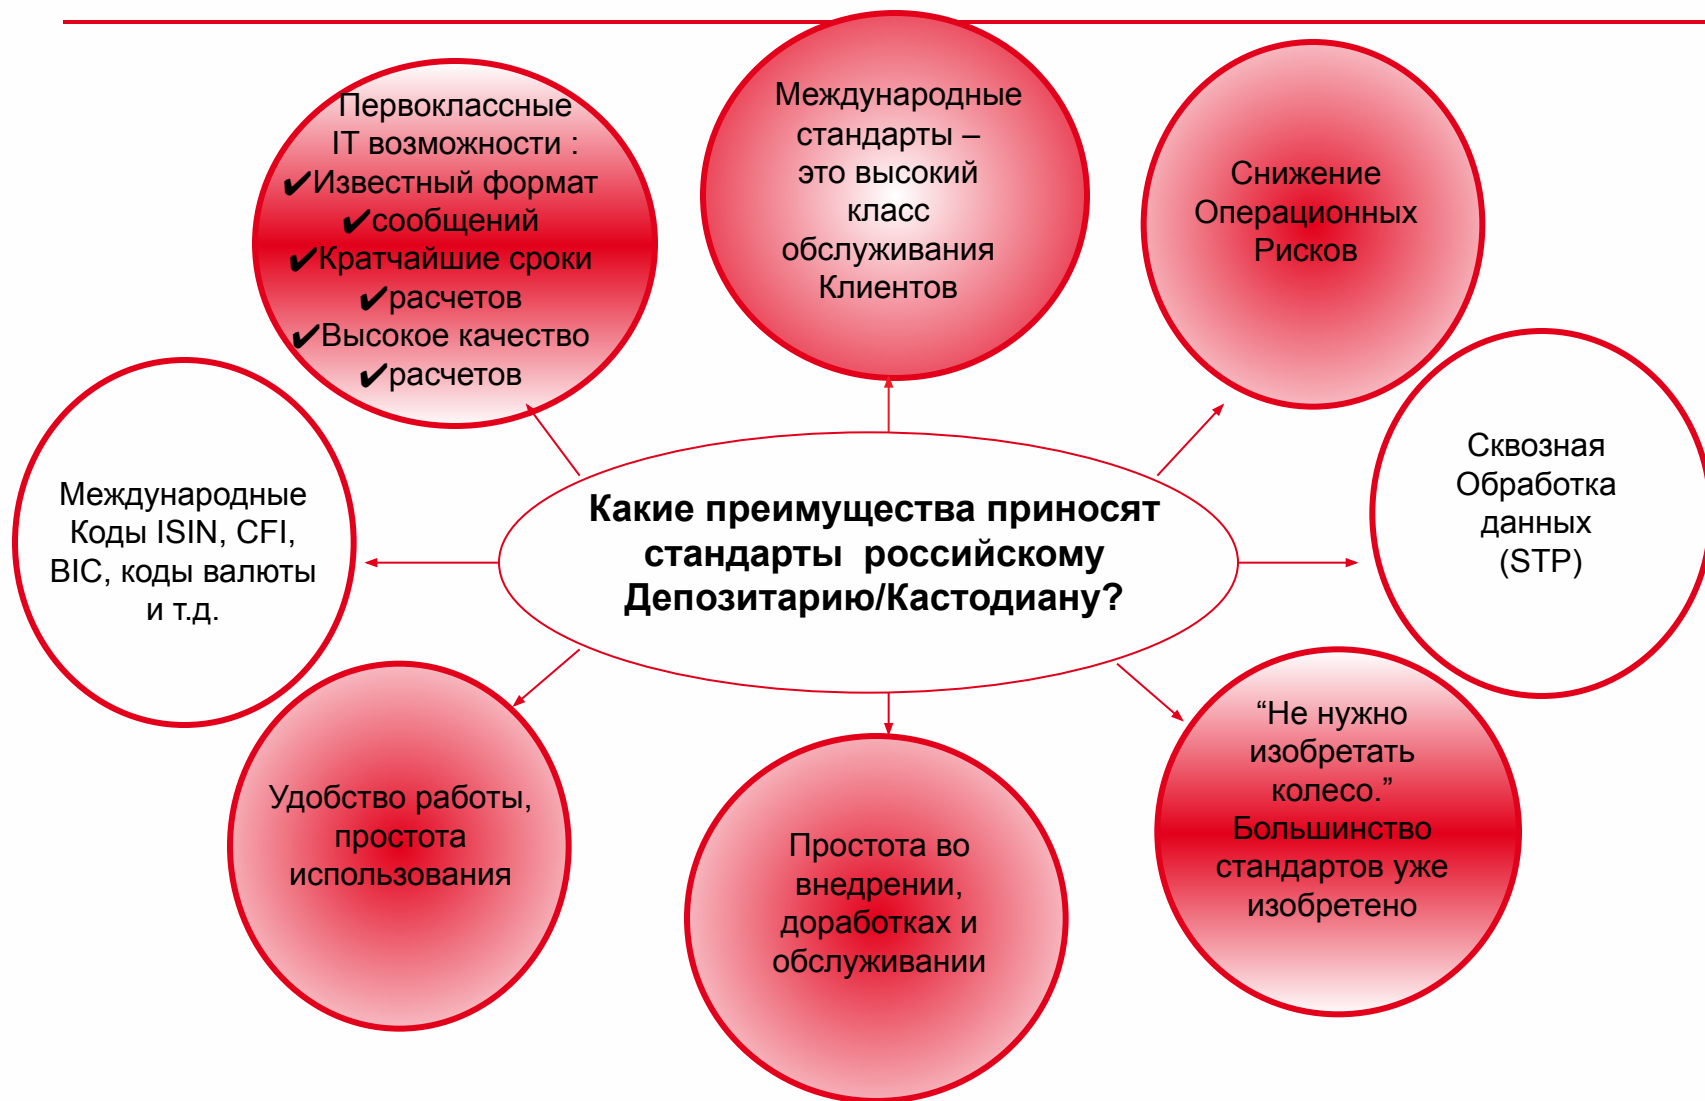 Первоклассные
IT возможности :
✔Известный формат
✔сообщений
✔Кратчайшие сроки
✔расчетов
✔Высокое качество
✔расчетов
Международные
стандарты –
это высокий
класс
обслуживания
Клиентов
Снижение
Операционных
Рисков
Международные
Коды ISIN, CFI,
BIC, коды валюты
и т.д.
Какие преимущества приносят
стандарты российскому
Депозитарию/Кастодиану?
Сквозная
Обработка
данных
(STP)
Удобство работы,
простота
использования
Простота во
внедрении,
доработках и
обслуживании
“Не нужно
изобретать
колесо.”
Большинство
стандартов уже
изобретено